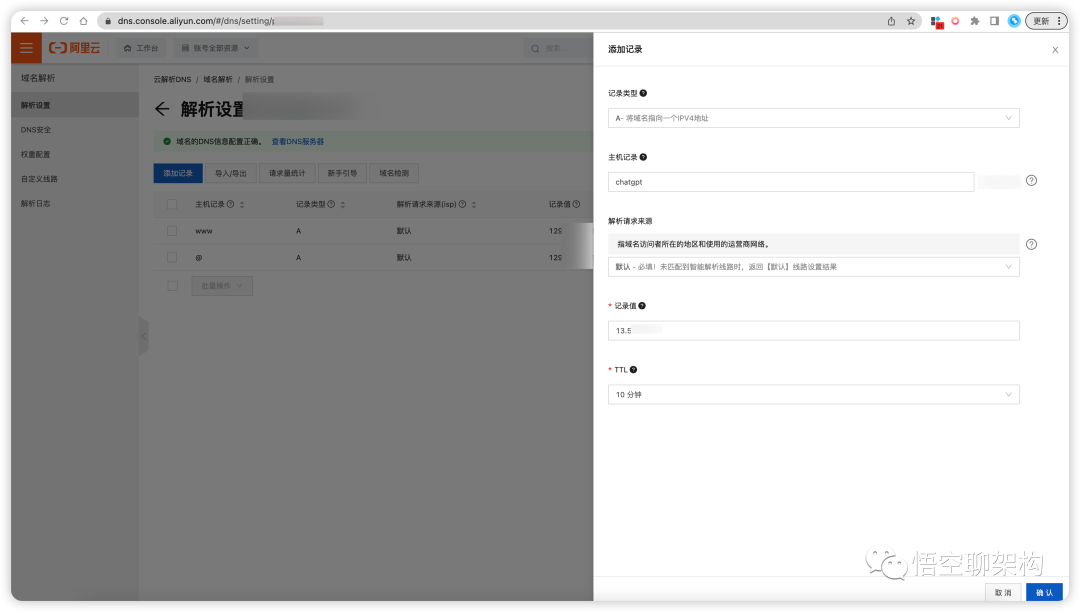 dns.console.aliyun.com/#/dns/setting/
更新
21
阿里云
工作台
账号全部资源
搜索...
域名解析
解析设置
DNS安全
权重配置
自定义线路
解析日志
云解析DNS / 域名解析 / 解析设置
解析设置
域名的DNS信息配置正确。 查看DNS服务器
添加记录 导入/导出 请求量统计 新手引导 域名检测
主机记录 记录类型 解析请求来源(isp) 记录值
www A 默认 129
@ A 默认 129
批量操作
添加记录
记录类型
A- 将域名指向一个IPV4地址
主机记录
chatgpt
解析请求来源
指域名访问者所在的地区和使用的运营商网络。
默认 - 必填！未匹配到智能解析线路时，返回【默认】线路设置结果
* 记录值
13.5
* TTL
10 分钟
悟空聊架构
取消 确认